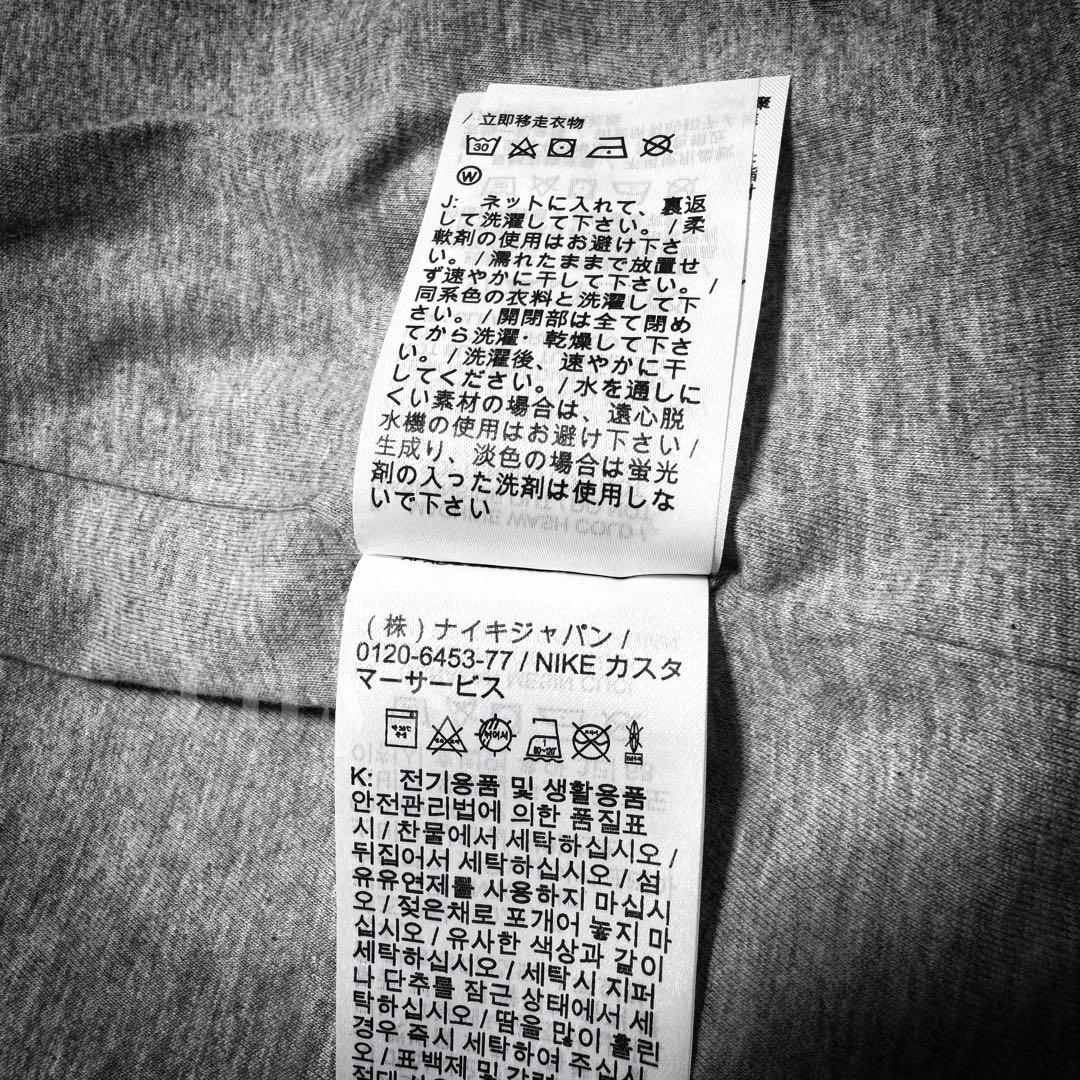 / 立即移走衣物
30
W
J: ネットに入れて、裏返
して洗濯して下さい。/柔
軟剤の使用はお避け下さ
い。/濡れたままで放置せ
ず速やかに干して下さい。/
同系色の衣料と洗濯して下
さい。/開閉部は全て閉め
てから洗濯・乾燥して下さ
い。/洗濯後、速やかに干
してください。/水を通しに
くい素材の場合は、遠心脱
水機の使用はお避け下さい/
生成り、淡色の場合は蛍光
剤の入った洗剤は使用しな
いで下さい
(株)ナイキジャパン/
0120-6453-77 / NIKE カスタ
マーサービス
K: 전기용품 및 생활용품
안전관리법에 의한 품질표
시 / 찬물에서 세탁하십시오 /
뒤집어서 세탁하십시오 / 섬
유유연제를 사용하지 마십시
오 / 젖은채로 포개어 놓지 마
십시오 / 유사한 색상과 같이
세탁하십시오 / 세탁시 지퍼
나 단추를 잠근 상태에서 세
탁하십시오 / 땀을 많이 흘린
경우 즉시 세탁하여 주십시
오 / 표백제 및